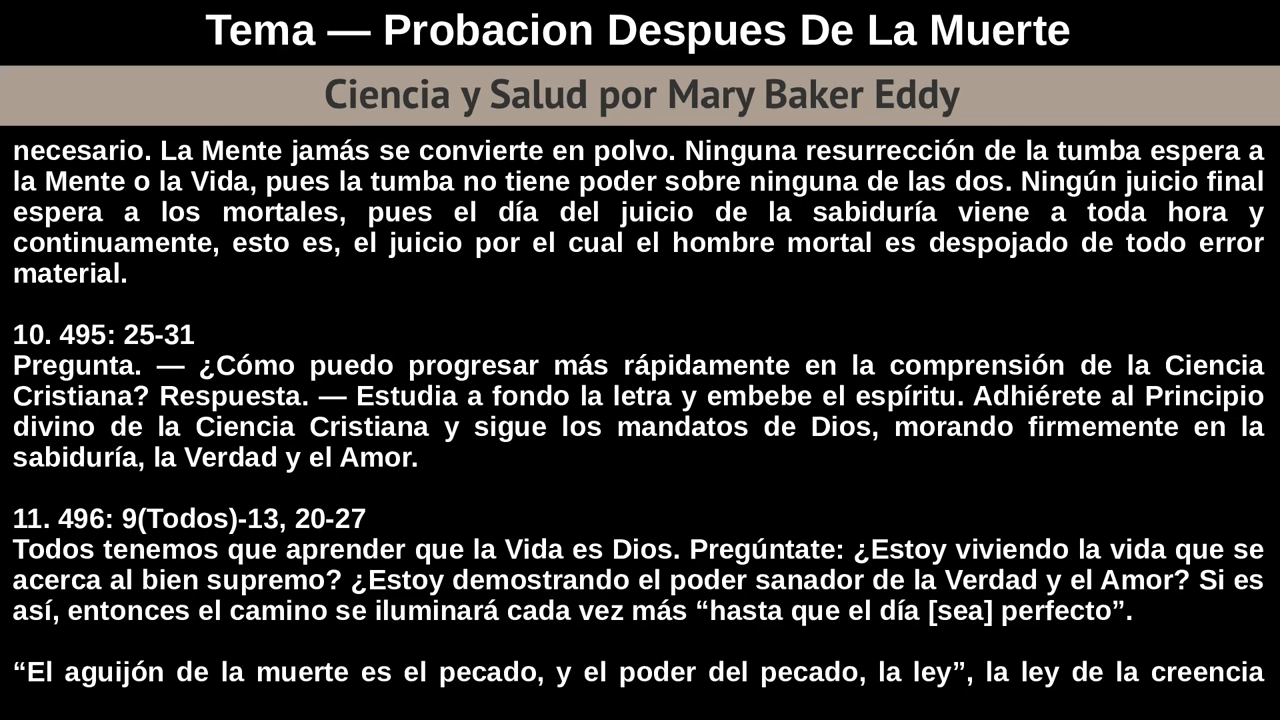 Tema — Probacion Despues De La Muerte
Ciencia y Salud por Mary Baker Eddy
necesario. La Mente jamás se convierte en polvo. Ninguna resurrección de la tumba espera a
la Mente o la Vida, pues la tumba no tiene poder sobre ninguna de las dos. Ningún juicio final
espera a los mortales, pues el día del juicio de la sabiduría viene a toda hora y
continuamente, esto es, el juicio por el cual el hombre mortal es despojado de todo error
material.
10. 495: 25-31
Pregunta. — ¿Cómo puedo progresar más rápidamente en la comprensión de la Ciencia
Cristiana? Respuesta. — Estudia a fondo la letra y embebe el espíritu. Adhiérete al Principio
divino de la Ciencia Cristiana y sigue los mandatos de Dios, morando firmemente en la
sabiduría, la Verdad y el Amor.
11. 496: 9(Todos)-13, 20-27
Todos tenemos que aprender que la Vida es Dios. Pregúntate: ¿Estoy viviendo la vida que se
acerca al bien supremo? ¿Estoy demostrando el poder sanador de la Verdad y el Amor? Si es
así, entonces el camino se iluminará cada vez más “hasta que el día [sea] perfecto”.
“El aguijón de la muerte es el pecado, y el poder del pecado, la ley”, la ley de la creencia